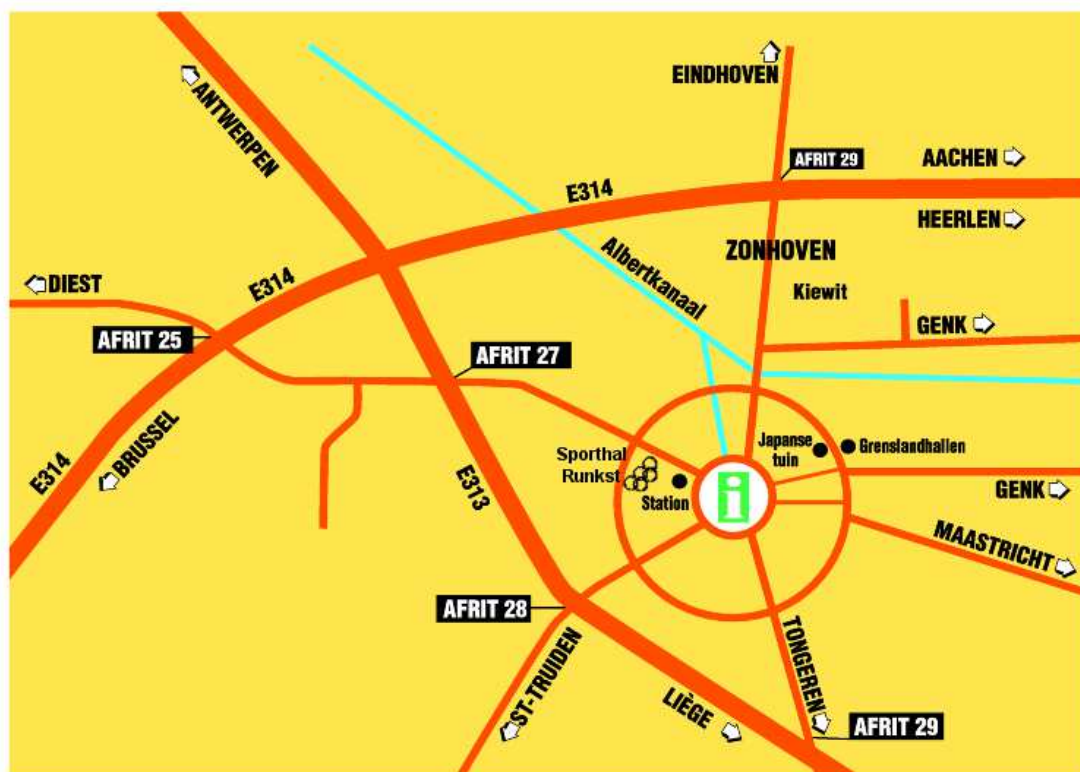 EINDHOVEN
ANTWERPEN
AFRIT 29
AACHEN
E314
HEERLEN
ZONHOVEN
Albertkanaal
DIEST
E314
Kiewit
GENK
AFRIT 25
AFRIT 27
BRUSSEL
E314
E313
Sporthal
Runkst
Station
Japanse
tuin
Grenslandhallen
i
GENK
MAASTRICHT
AFRIT 28
ST-TRUIDEN
LIÈGE
TONGEREN
AFRIT 29